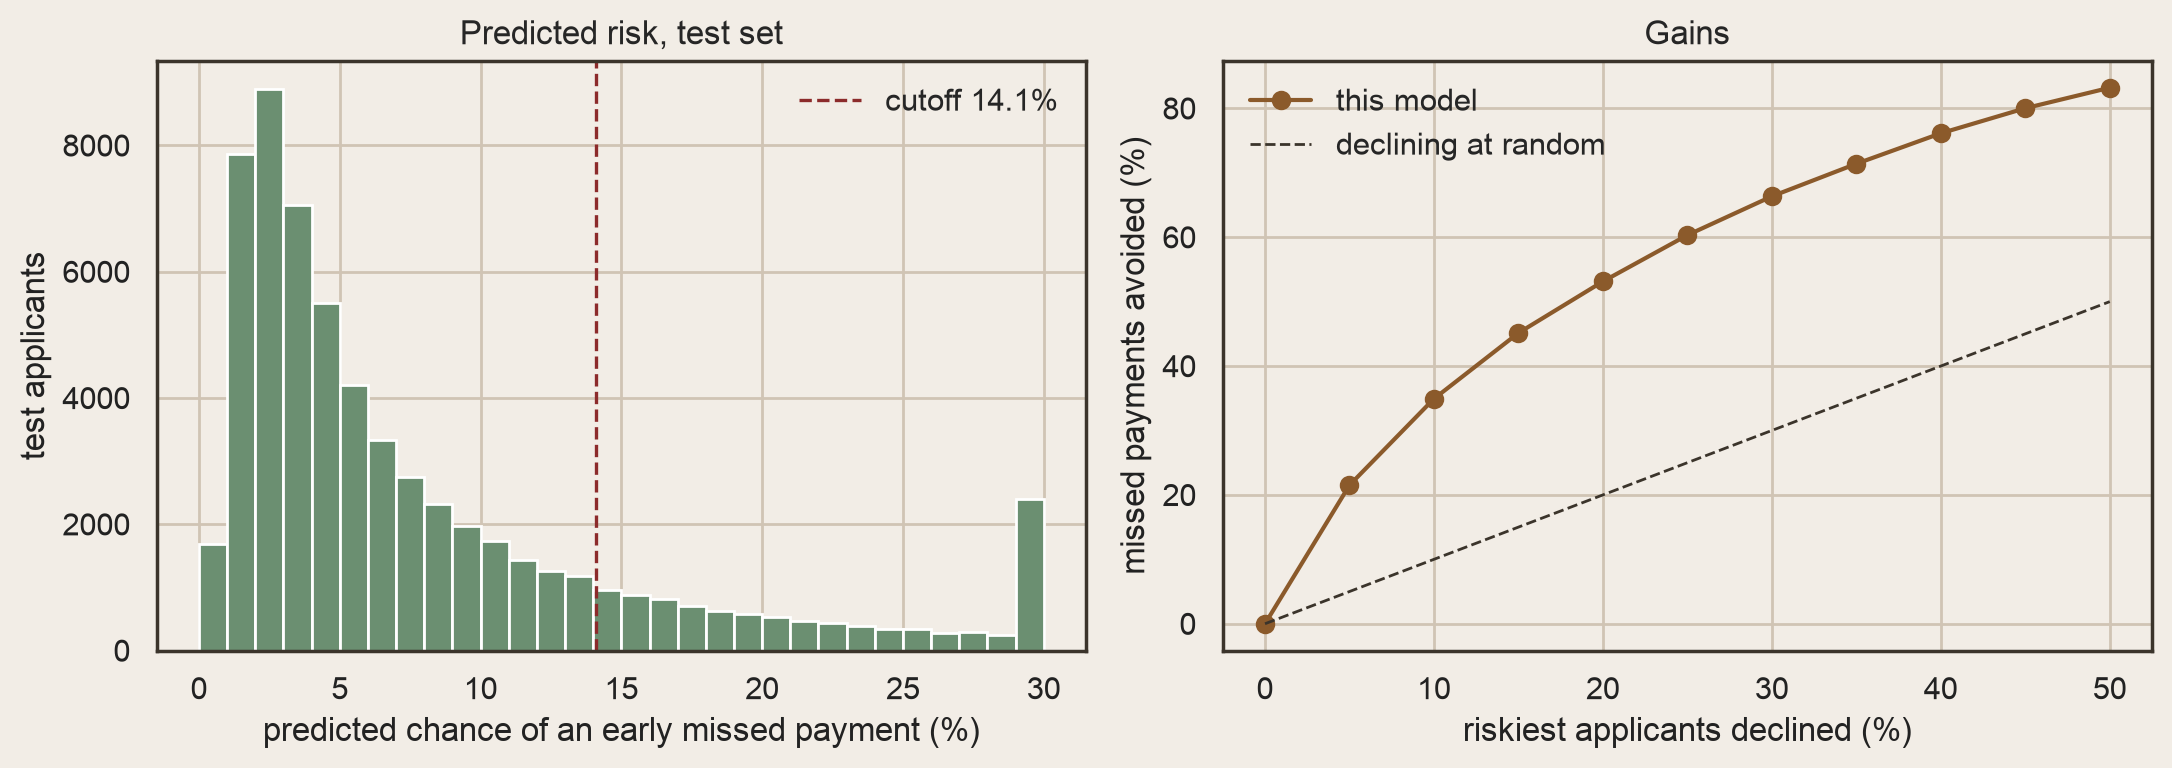 Predicted risk, test set
cutoff 14.1%
test applicants
8000
6000
4000
2000
0
0 5 10 15 20 25 30
predicted chance of an early missed payment (%)
Gains
this model
declining at random
missed payments avoided (%)
80
60
40
20
0
0 10 20 30 40 50
riskiest applicants declined (%)